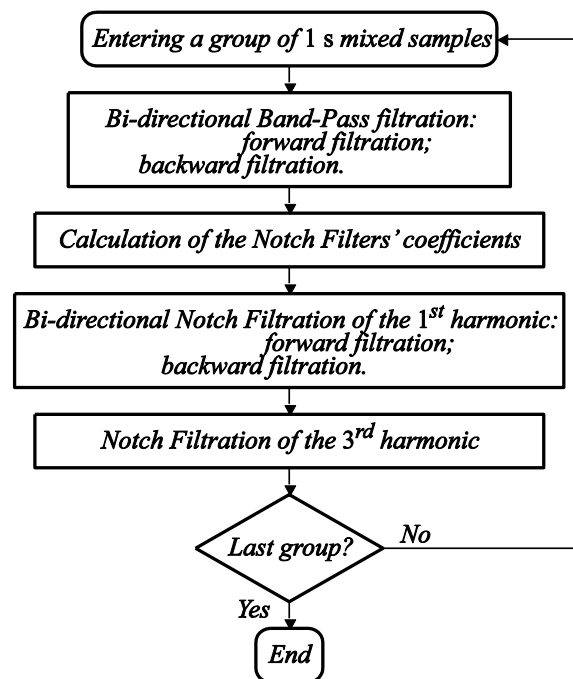 Entering a group of 1 s mixed samples
Bi-directional Band-Pass filtration:
forward filtration;
backward filtration.
Calculation of the Notch Filters' coefficients
Bi-directional Notch Filtration of the 1st harmonic:
forward filtration;
backward filtration.
Notch Filtration of the 3rd harmonic
Last group?
No
Yes
End